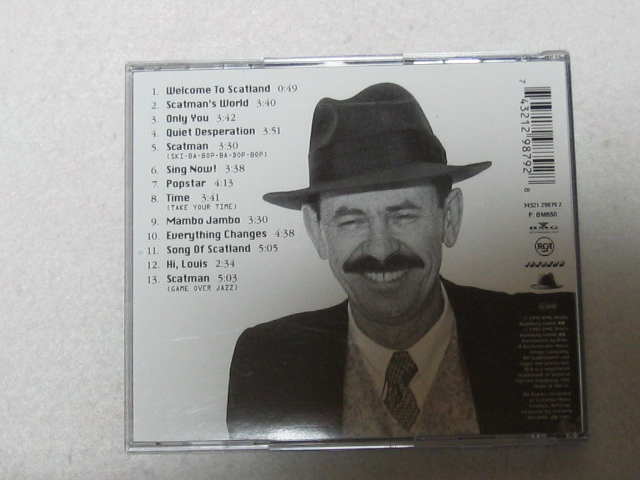 1. Welcome To Scatland 0:49
2. Scatman's World 3:40
3. Only You 3:42
4. Quiet Desperation 3:51
5. Scatman 3:30
(SKI-BA-BOP-BA-DOP-BOP)
6. Sing Now! 3:38
7. Popstar 4:13
8. Time 3:41
(TAKE YOUR TIME)
9. Mambo Jambo 3:30
10. Everything Changes 4:38
11. Song Of Scatland 5:05
12. Hi, Louis 2:34
13. Scatman 5:03
(GAME OVER JAZZ)
7 43212 98792 8
74321 29879 2
F: BM650
BMG
RCA